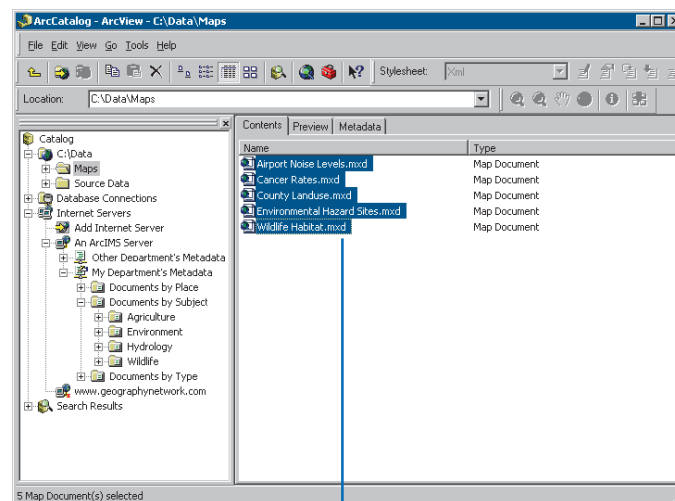 ArcCatalog - ArcView - C:\Data\Maps
File Edit View Go Tools Help
Stylesheet: Xml
Location: C:\Data\Maps
Contents Preview Metadata
Catalog
C:\Data
Maps
Source Data
Database Connections
Internet Servers
Add Internet Server
An ArcIMS Server
Other Department's Metadata
My Department's Metadata
Documents by Place
Documents by Subject
Agriculture
Environment
Hydrology
Wildlife
Documents by Type
www.geographynetwork.com
Search Results
Name Type
Airport Noise Levels.mxd Map Document
Cancer Rates.mxd Map Document
County Landuse.mxd Map Document
Environmental Hazard Sites.mxd Map Document
Wildlife Habitat.mxd Map Document
5 Map Document(s) selected